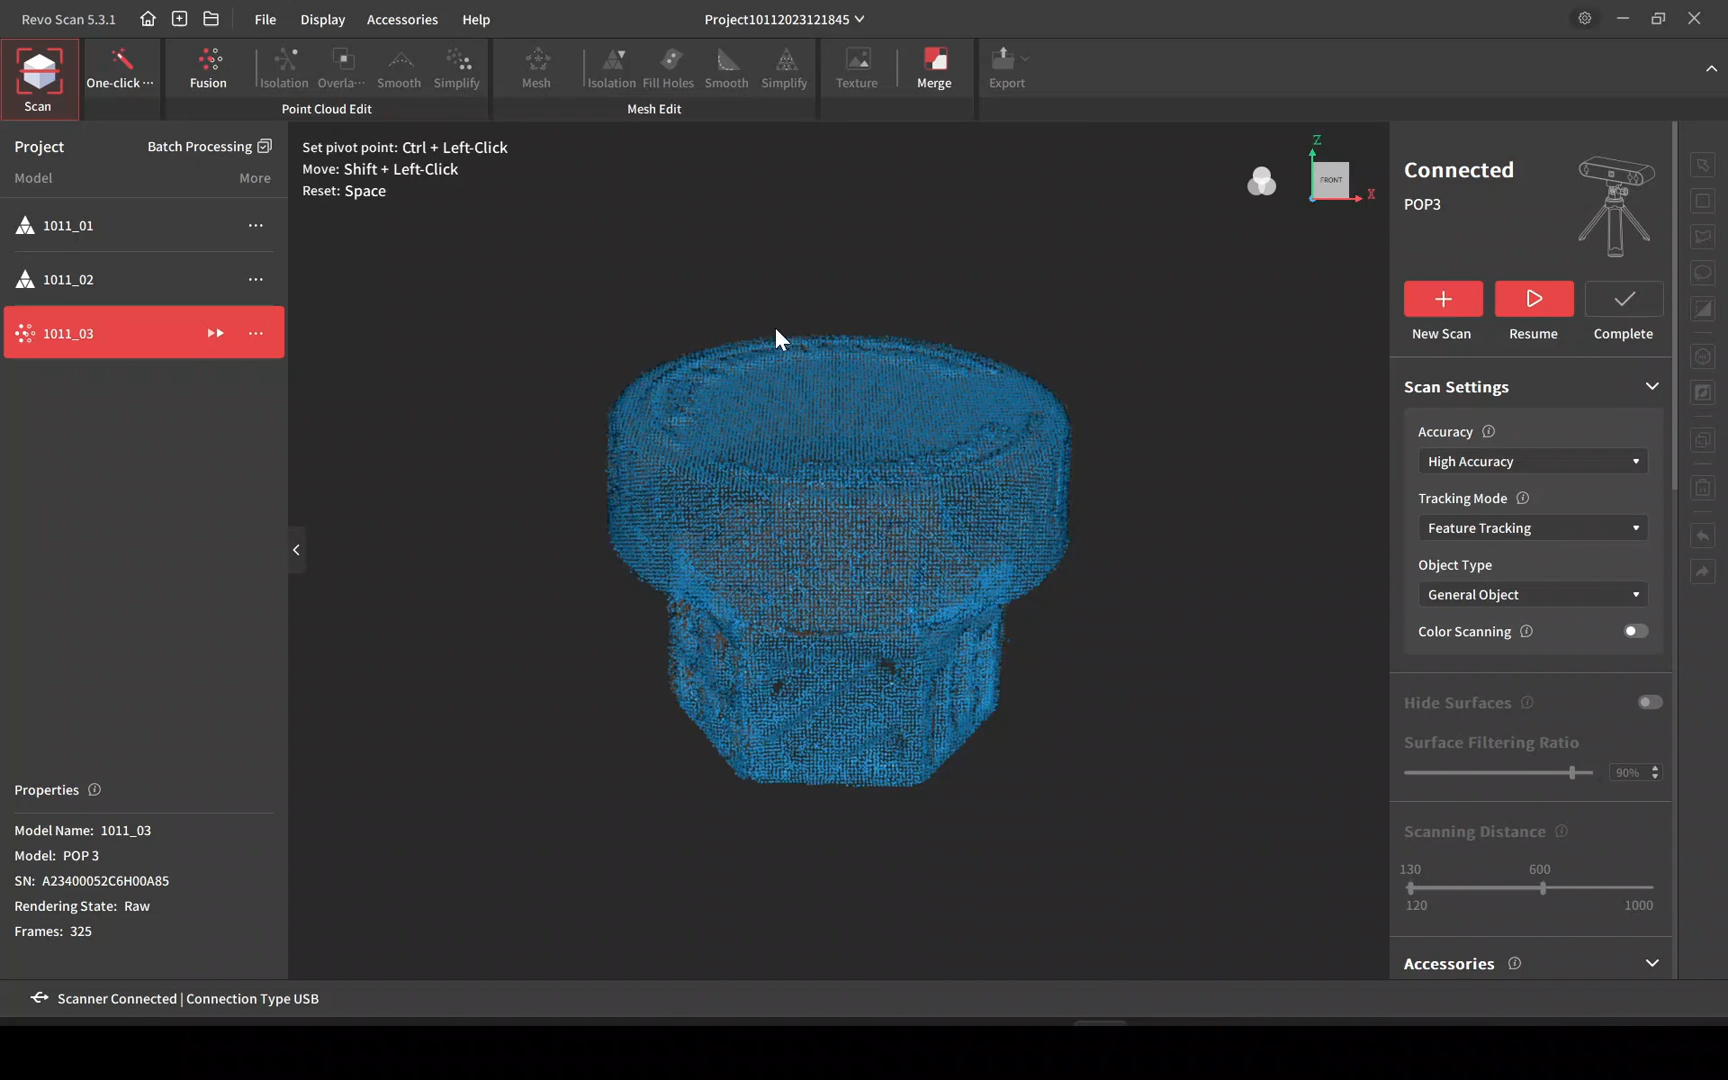 Revo Scan 5.3.1
File
Display
Accessories
Help
Project10112023121845
Scan
One-click ···
Fusion
Isolation
Overla···
Smooth
Simplify
Point Cloud Edit
Mesh
Isolation
Fill Holes
Smooth
Simplify
Mesh Edit
Texture
Merge
Export
Project
Batch Processing
Model
More
1011_01
1011_02
1011_03
Properties
Model Name: 1011_03
Model: POP 3
SN: A23400052C6H00A85
Rendering State: Raw
Frames: 325
Set pivot point: Ctrl + Left-Click
Move: Shift + Left-Click
Reset: Space
Z
FRONT
X
Connected
POP3
New Scan
Resume
Complete
Scan Settings
Accuracy
High Accuracy
Tracking Mode
Feature Tracking
Object Type
General Object
Color Scanning
Hide Surfaces
Surface Filtering Ratio
90%
Scanning Distance
130
600
120
1000
Accessories
Scanner Connected | Connection Type USB